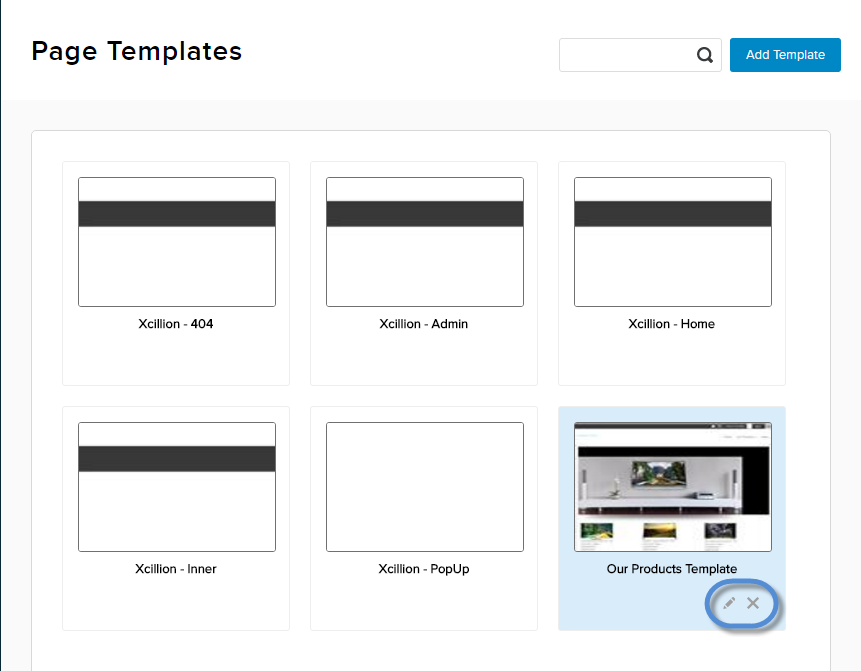 Page Templates
Add Template
Xcillion - 404
Xcillion - Admin
Xcillion - Home
Xcillion - Inner
Xcillion - PopUp
Our Products Template